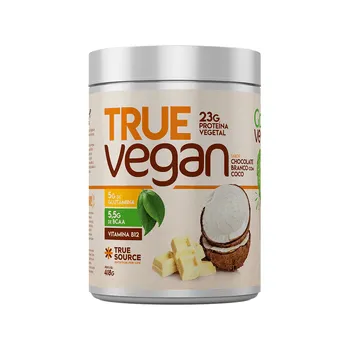 TRUE
vegan
23G
PROTEÍNA
VEGETAL
CHOCOLATE
BRANCO COM
COCO
5G DE
GLUTAMINA
5,5G
DE BCAA
VITAMINA B12
TRUE
SOURCE
418G